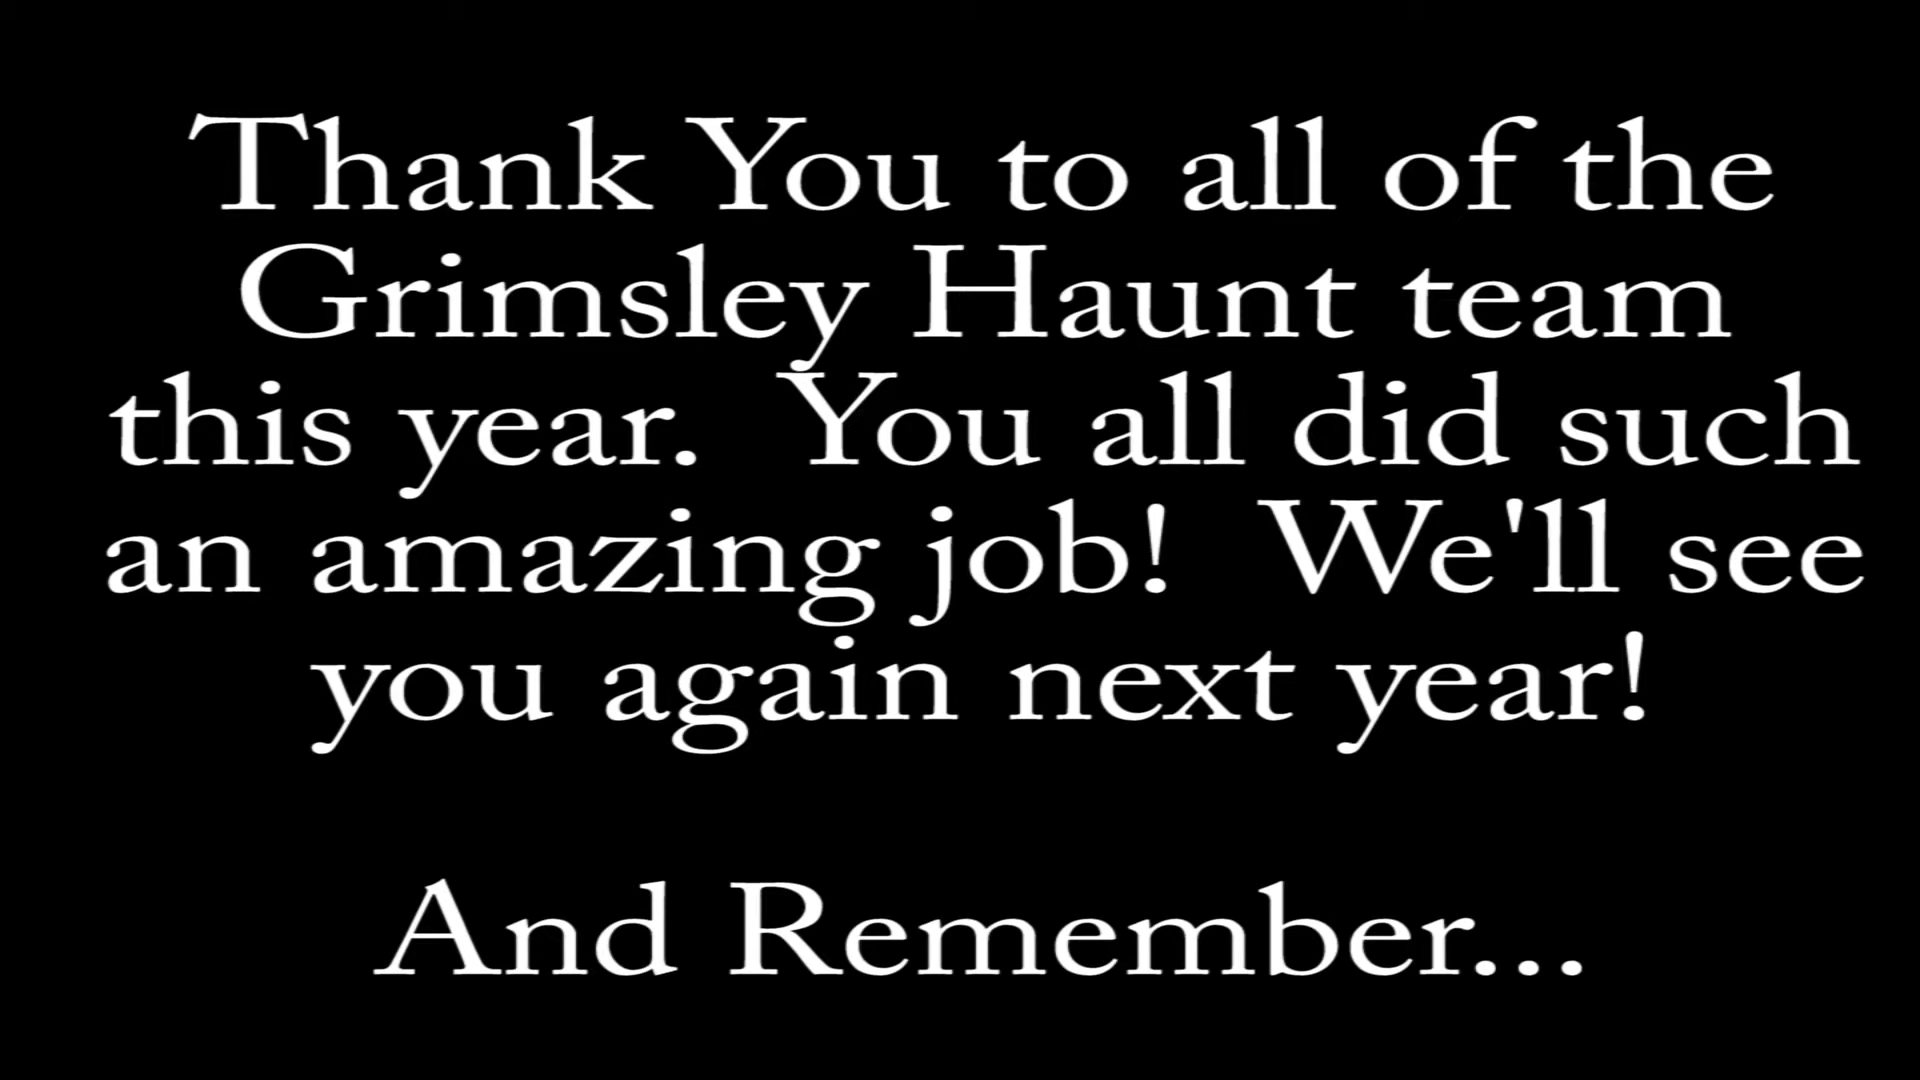 Thank You to all of the
Grimsley Haunt team
this year.  You all did such
an amazing job!  We'll see
you again next year!
And Remember...